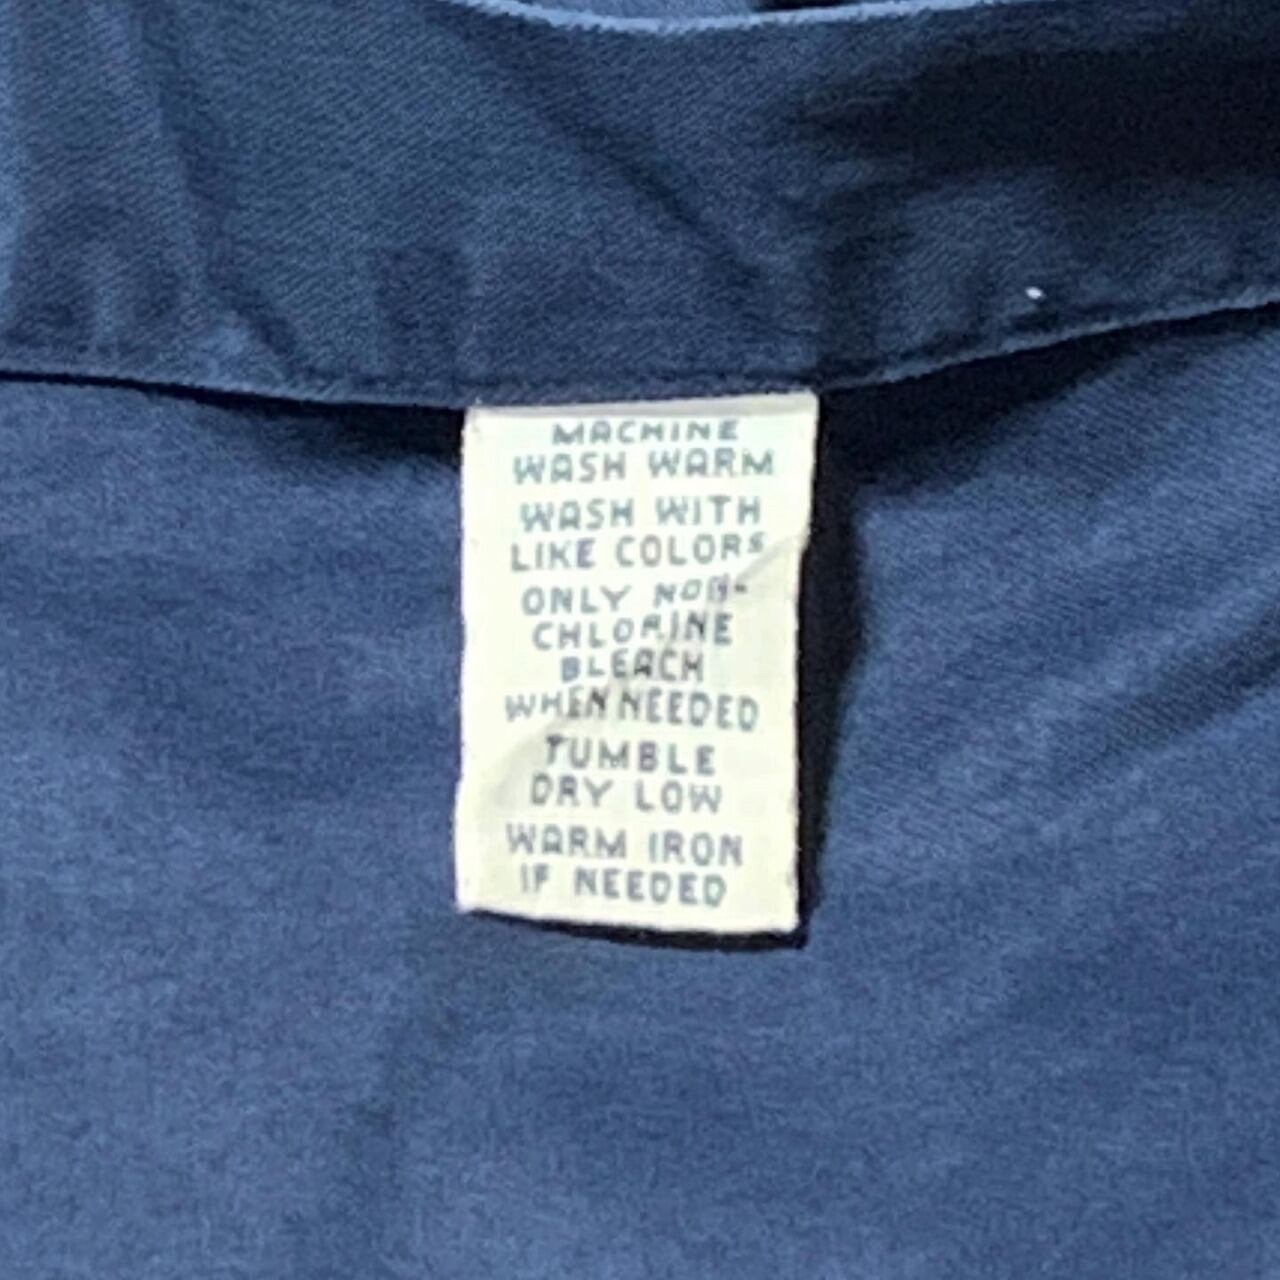 MACHINE
WASH WARM
WASH WITH
LIKE COLORS
ONLY NON-
CHLORINE
BLEACH
WHEN NEEDED
TUMBLE
DRY LOW
WARM IRON
IF NEEDED